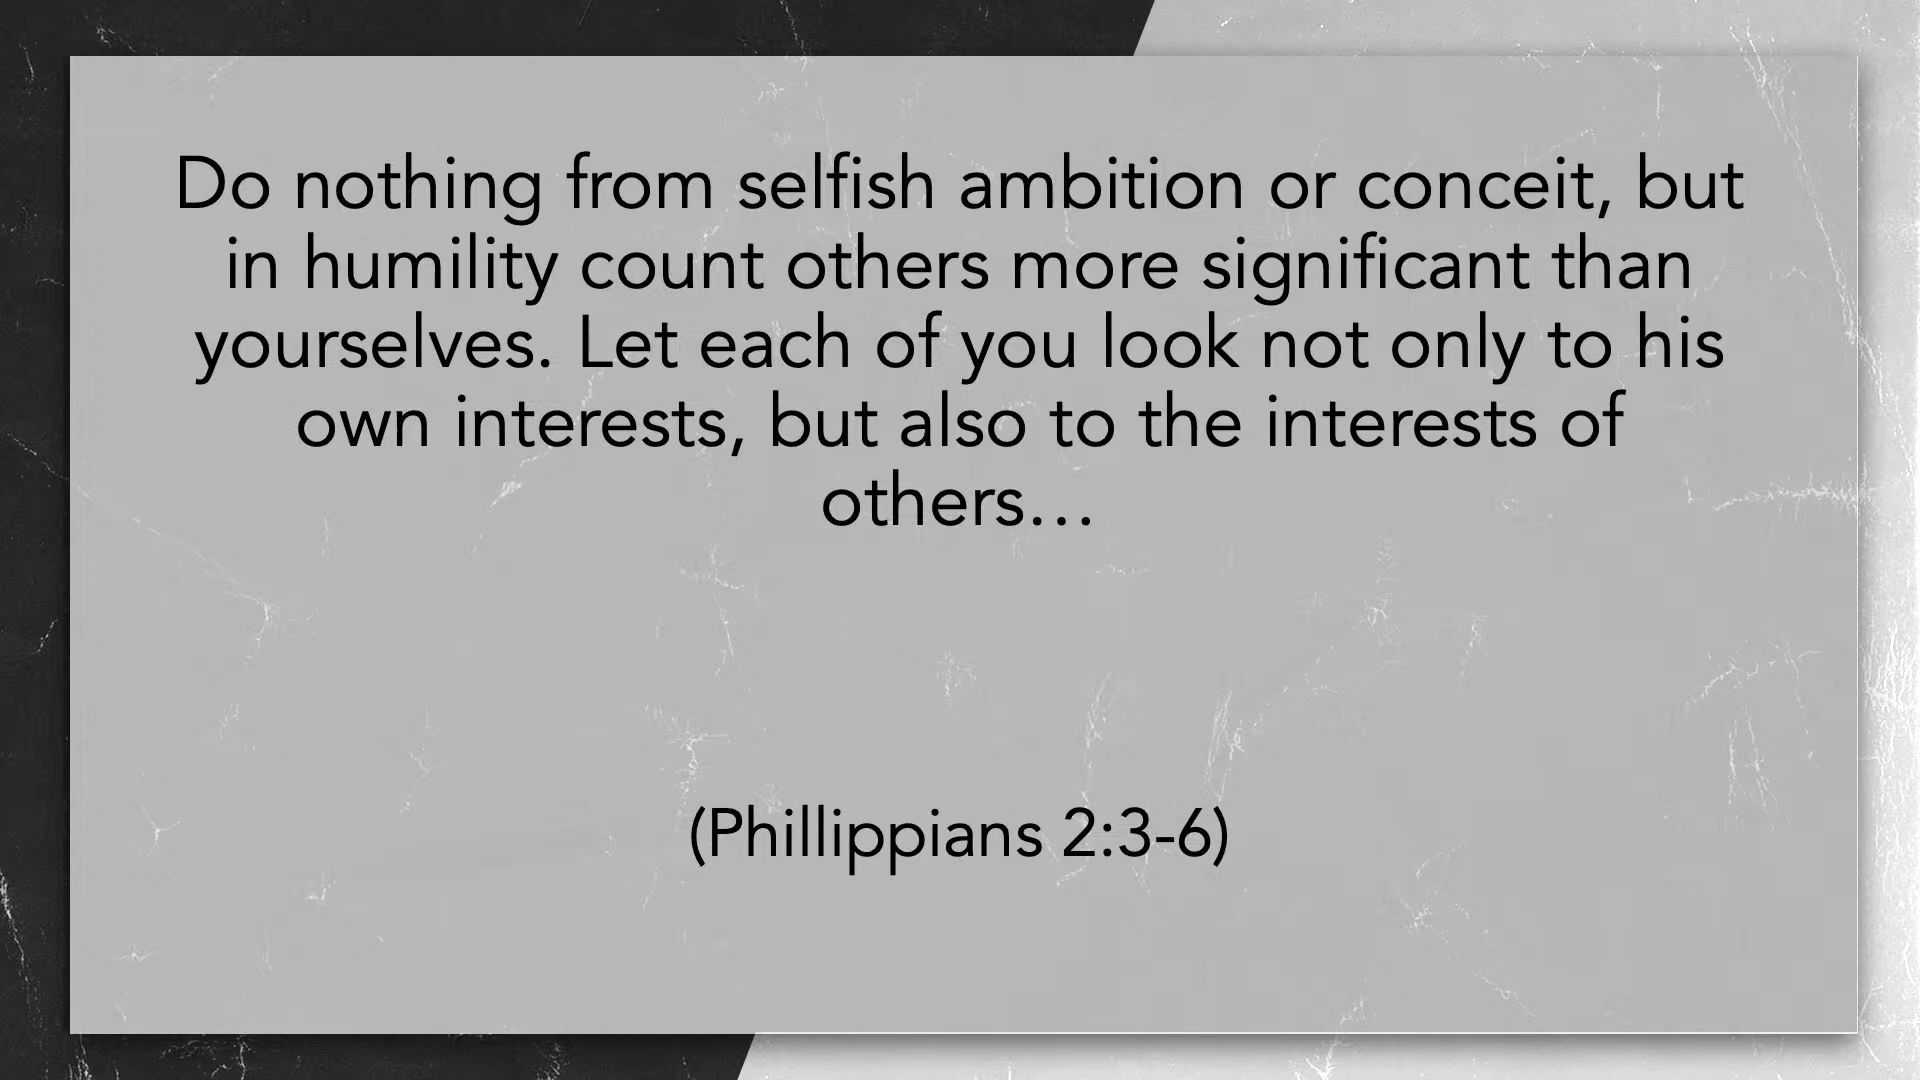 Do nothing from selfish ambition or conceit, but
in humility count others more significant than
yourselves. Let each of you look not only to his
own interests, but also to the interests of
others…
(Phillippians 2:3-6)